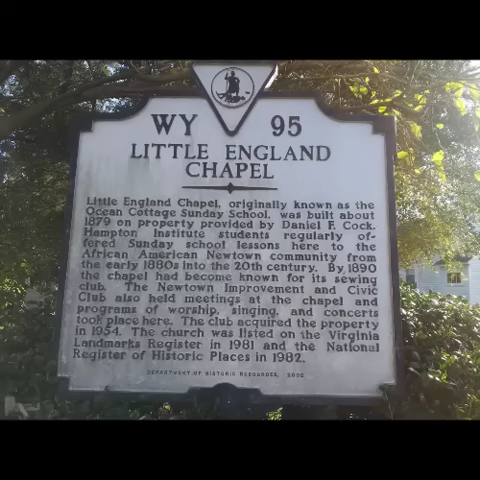 WY 95
LITTLE ENGLAND
CHAPEL
Little England Chapel, originally known as the
Ocean Cottage Sunday School, was built about
1879 on property provided by Daniel F. Cock.
Hampton Institute students regularly of-
fered Sunday school lessons here to the
African American Newtown community from
the early 1880s into the 20th century. By 1890
the chapel had become known for its sewing
club. The Newtown Improvement and Civic
Club also held meetings at the chapel and
programs of worship, singing, and concerts
took place here. The club acquired the property
in 1954. The church was listed on the Virginia
Landmarks Register in 1981 and the National
Register of Historic Places in 1982.
DEPARTMENT OF HISTORIC RESOURCES,